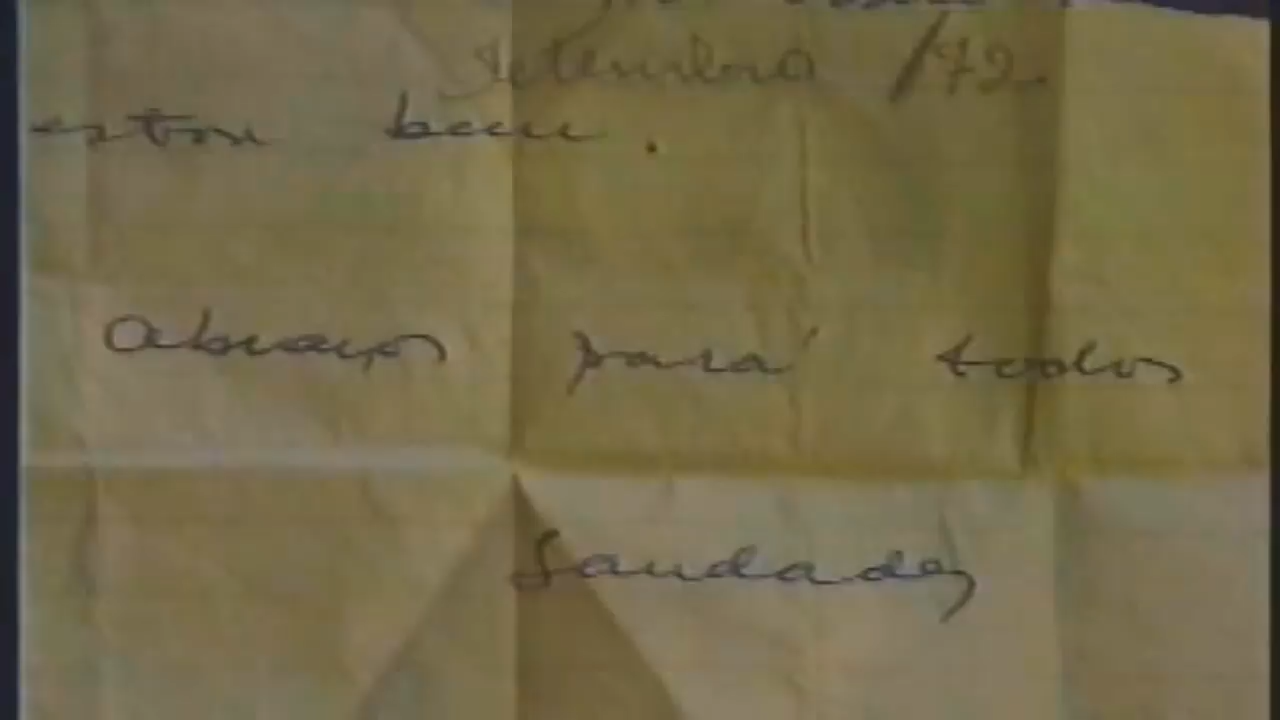 Setembro /72.
estou bem.
Abraços para todos
Saudades